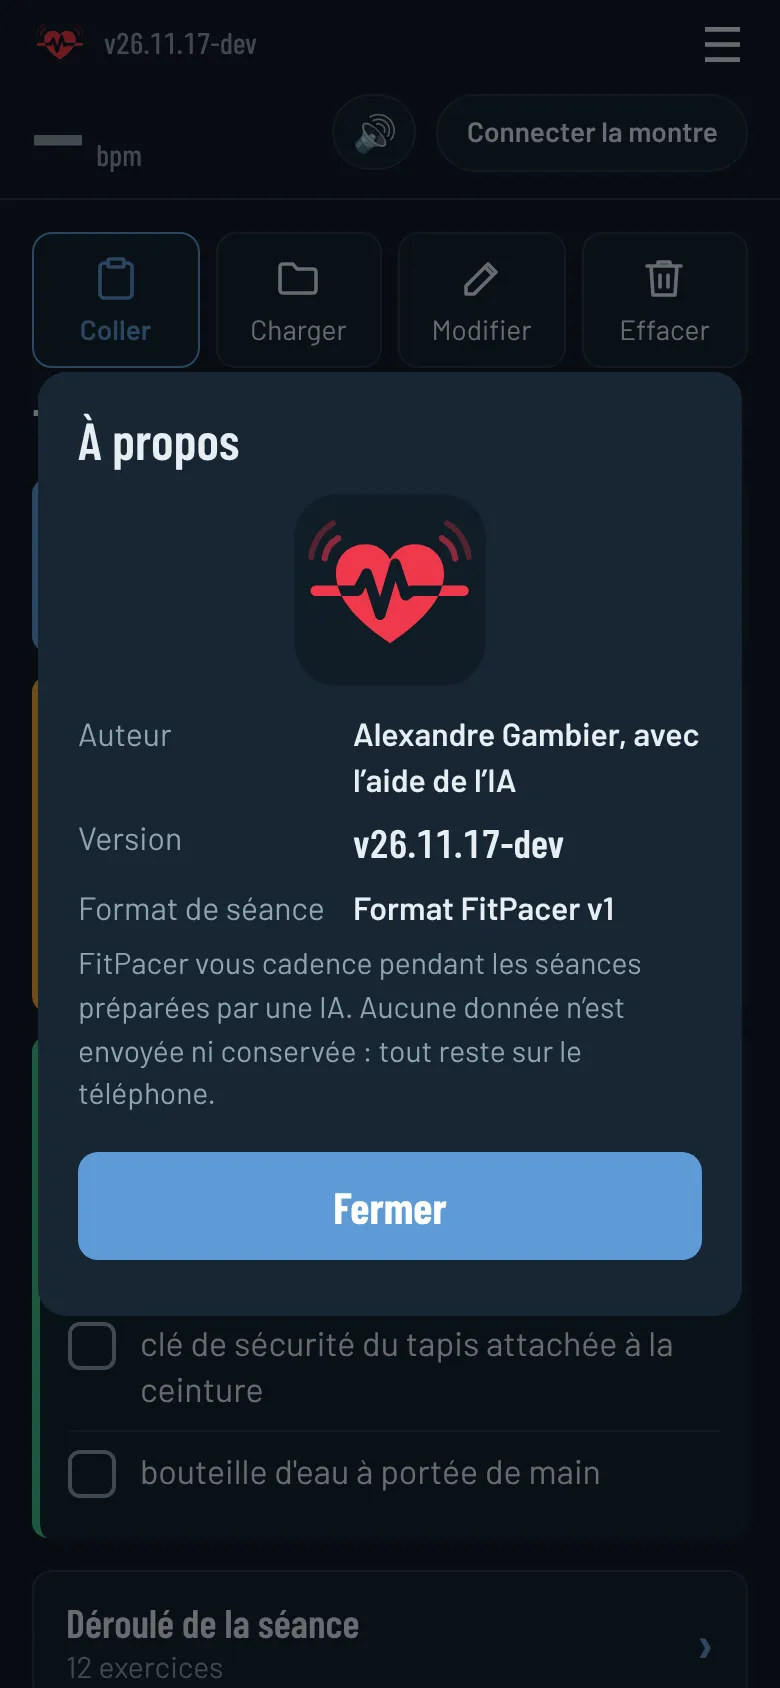 v26.11.17-dev
bpm
Connecter la montre
Coller
Charger
Modifier
Effacer
À propos
Auteur
Alexandre Gambier, avec
l’aide de l’IA
Version
v26.11.17-dev
Format de séance
Format FitPacer v1
FitPacer vous cadence pendant les séances
préparées par une IA. Aucune donnée n’est
envoyée ni conservée : tout reste sur le
téléphone.
Fermer
clé de sécurité du tapis attachée à la
ceinture
bouteille d'eau à portée de main
Déroulé de la séance
12 exercices